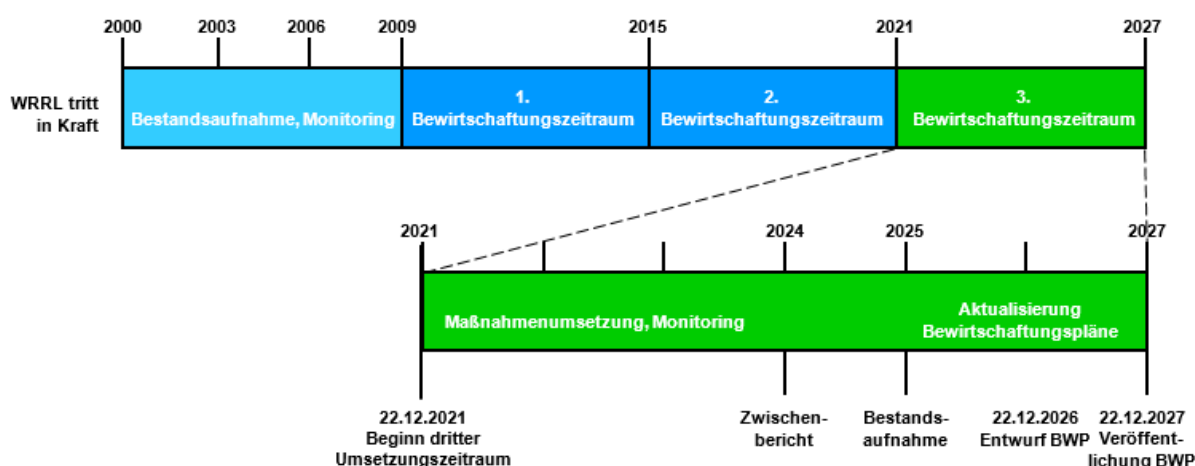 2000 2003 2006 2009 2015 2021 2027
WRRL tritt
in Kraft
Bestandsaufnahme, Monitoring
1.
Bewirtschaftungszeitraum
2.
Bewirtschaftungszeitraum
3.
Bewirtschaftungszeitraum
2021 2024 2025 2027
Maßnahmenumsetzung, Monitoring
Aktualisierung
Bewirtschaftungspläne
22.12.2021
Beginn dritter
Umsetzungszeitraum
Zwischen-
bericht
Bestands-
aufnahme
22.12.2026
Entwurf BWP
22.12.2027
Veröffent-
lichung BWP